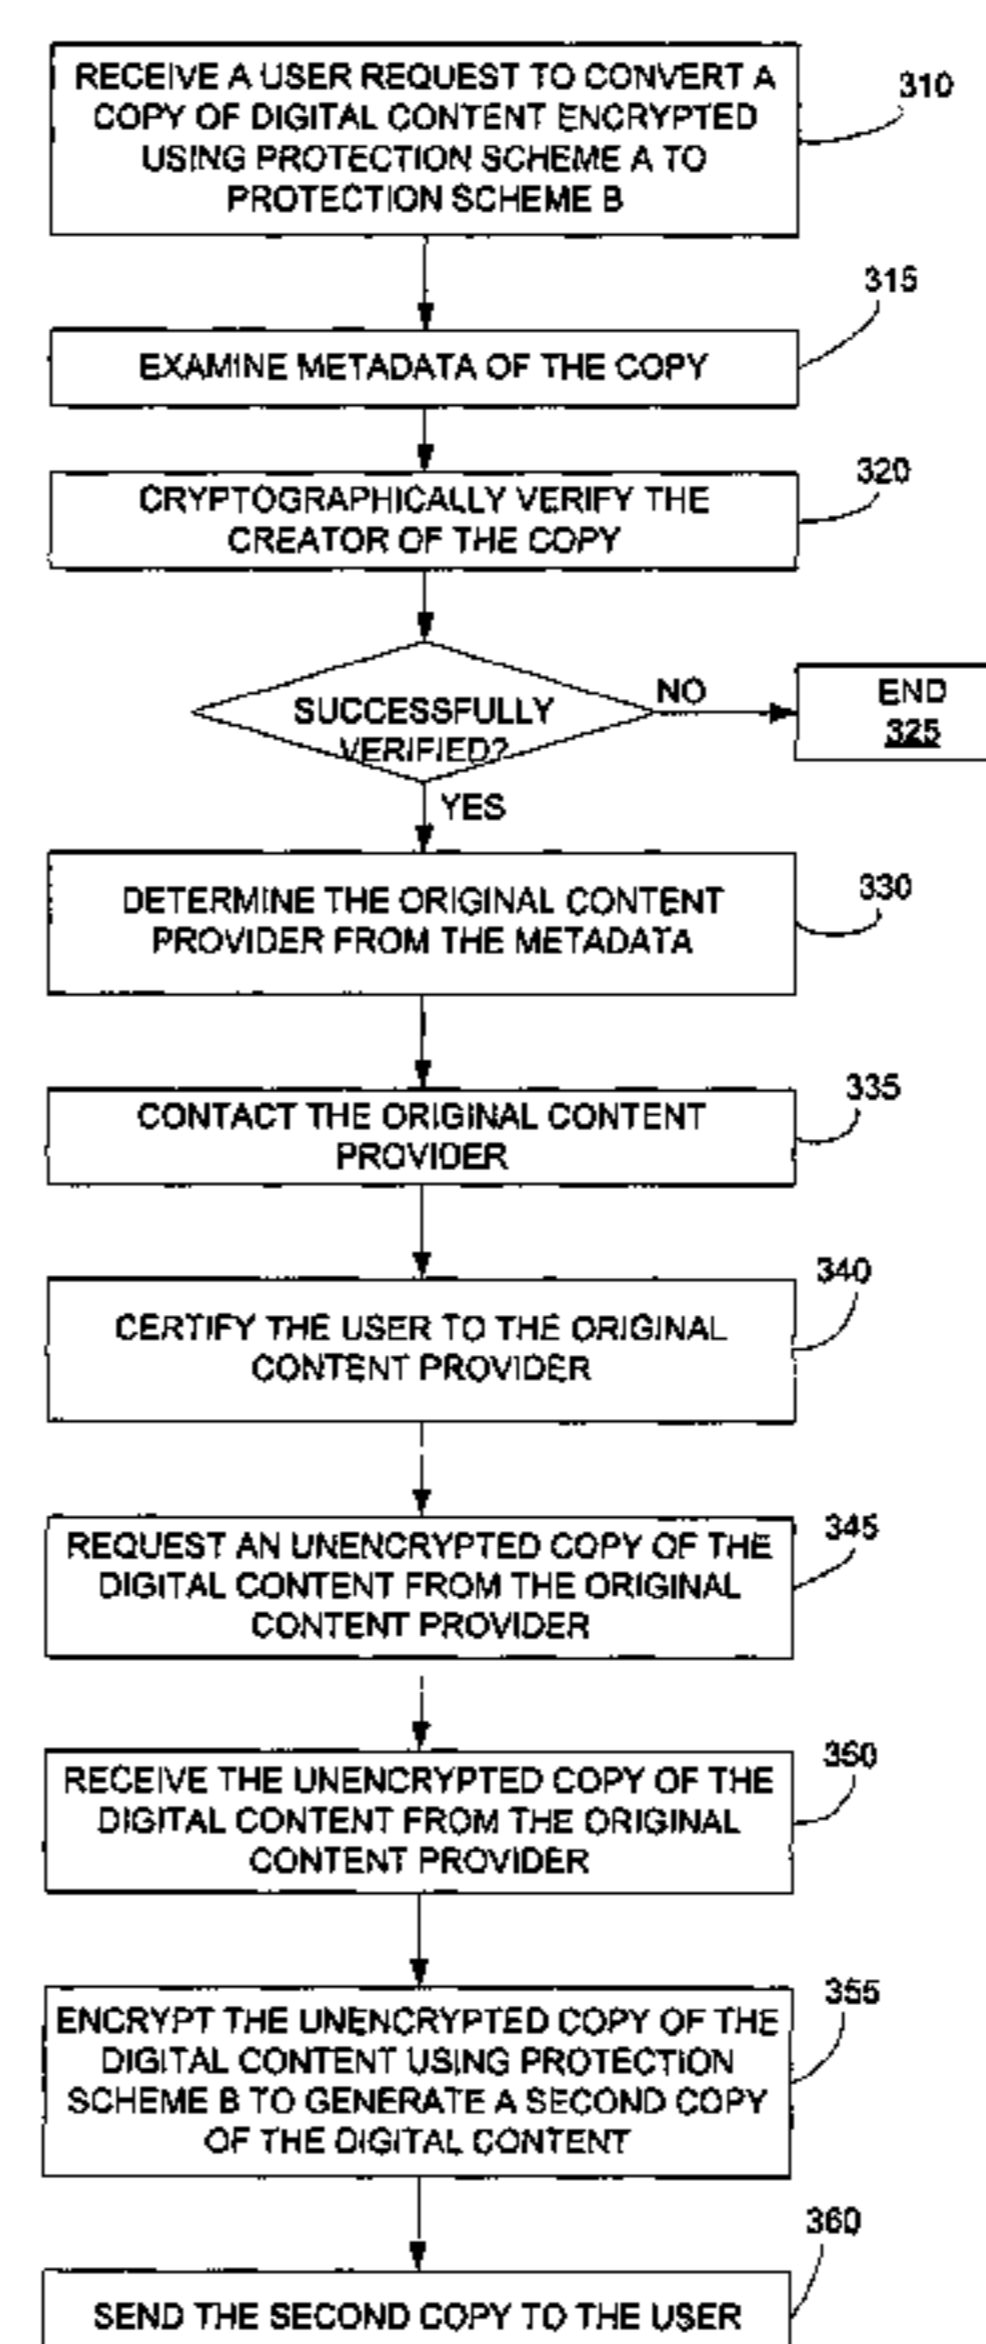 RECEIVE A USER REQUEST TO CONVERT A
COPY OF DIGITAL CONTENT ENCRYPTED
USING PROTECTION SCHEME A TO
PROTECTION SCHEME B
310
315
EXAMINE METADATA OF THE COPY
320
CRYPTOGRAPHICALLY VERIFY THE
CREATOR OF THE COPY
SUCCESSFULLY
VERIFIED?
NO
END
325
YES
330
DETERMINE THE ORIGINAL CONTENT
PROVIDER FROM THE METADATA
335
CONTACT THE ORIGINAL CONTENT
PROVIDER
340
CERTIFY THE USER TO THE ORIGINAL
CONTENT PROVIDER
345
REQUEST AN UNENCRYPTED COPY OF THE
DIGITAL CONTENT FROM THE ORIGINAL
CONTENT PROVIDER
350
RECEIVE THE UNENCRYPTED COPY OF THE
DIGITAL CONTENT FROM THE ORIGINAL
CONTENT PROVIDER
355
ENCRYPT THE UNENCRYPTED COPY OF THE
DIGITAL CONTENT USING PROTECTION
SCHEME B TO GENERATE A SECOND COPY
OF THE DIGITAL CONTENT
360
SEND THE SECOND COPY TO THE USER